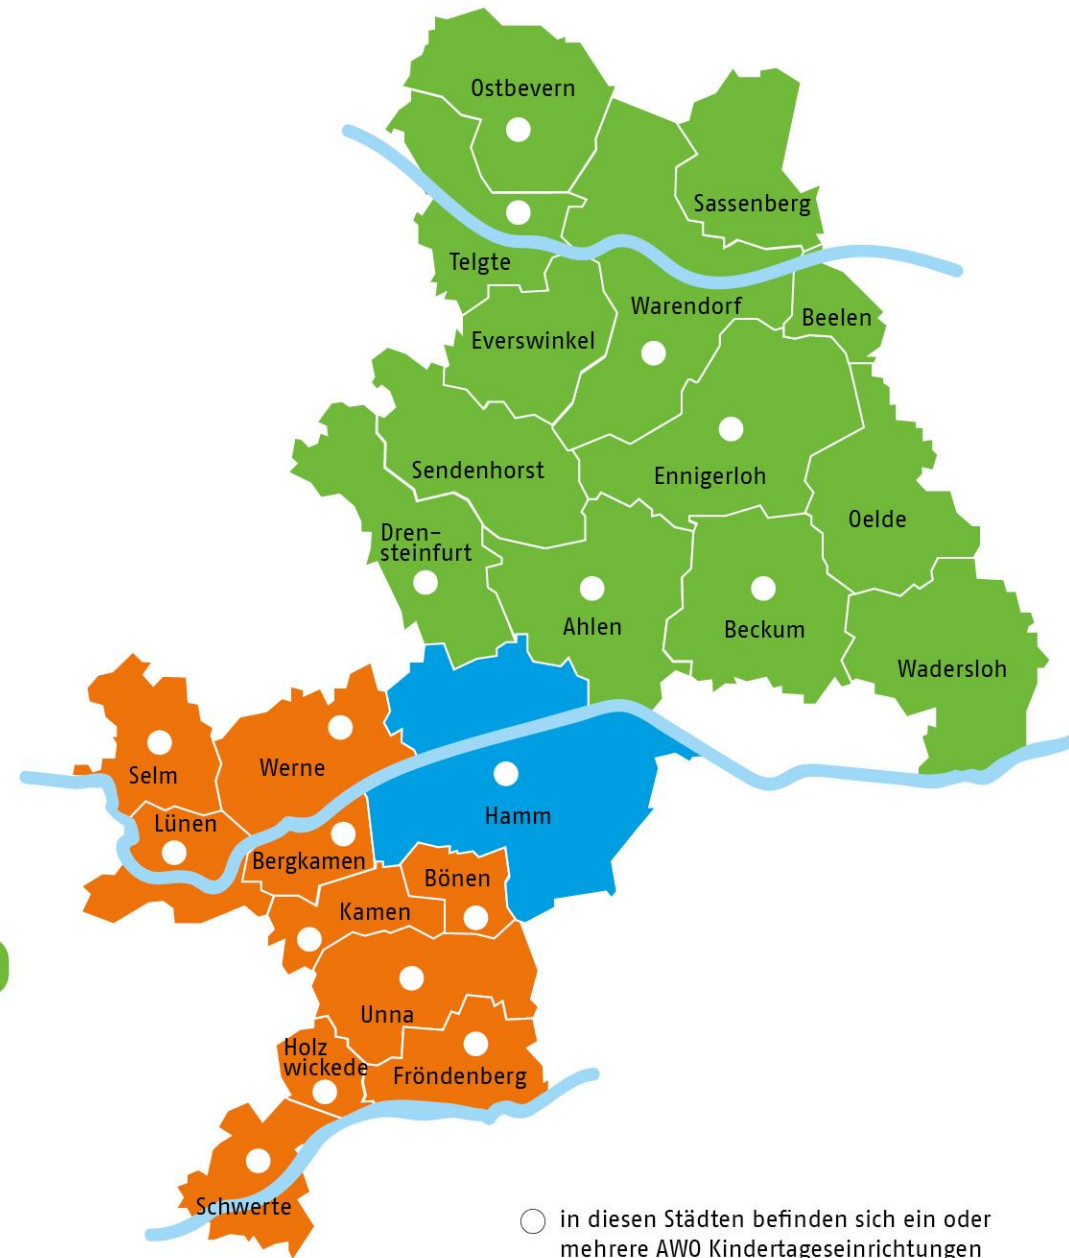 Ostbevern
Sassenberg
Telgte
Warendorf
Beelen
Everswinkel
Sendenhorst
Ennigerloh
Oelde
Dren-
steinfurt
Ahlen
Beckum
Wadersloh
Selm
Werne
Hamm
Lünen
Bergkamen
Bönen
Kamen
Unna
Holz
wickede
Fröndenberg
Schwerte
in diesen Städten befinden sich ein oder
mehrere AWO Kindertageseinrichtungen